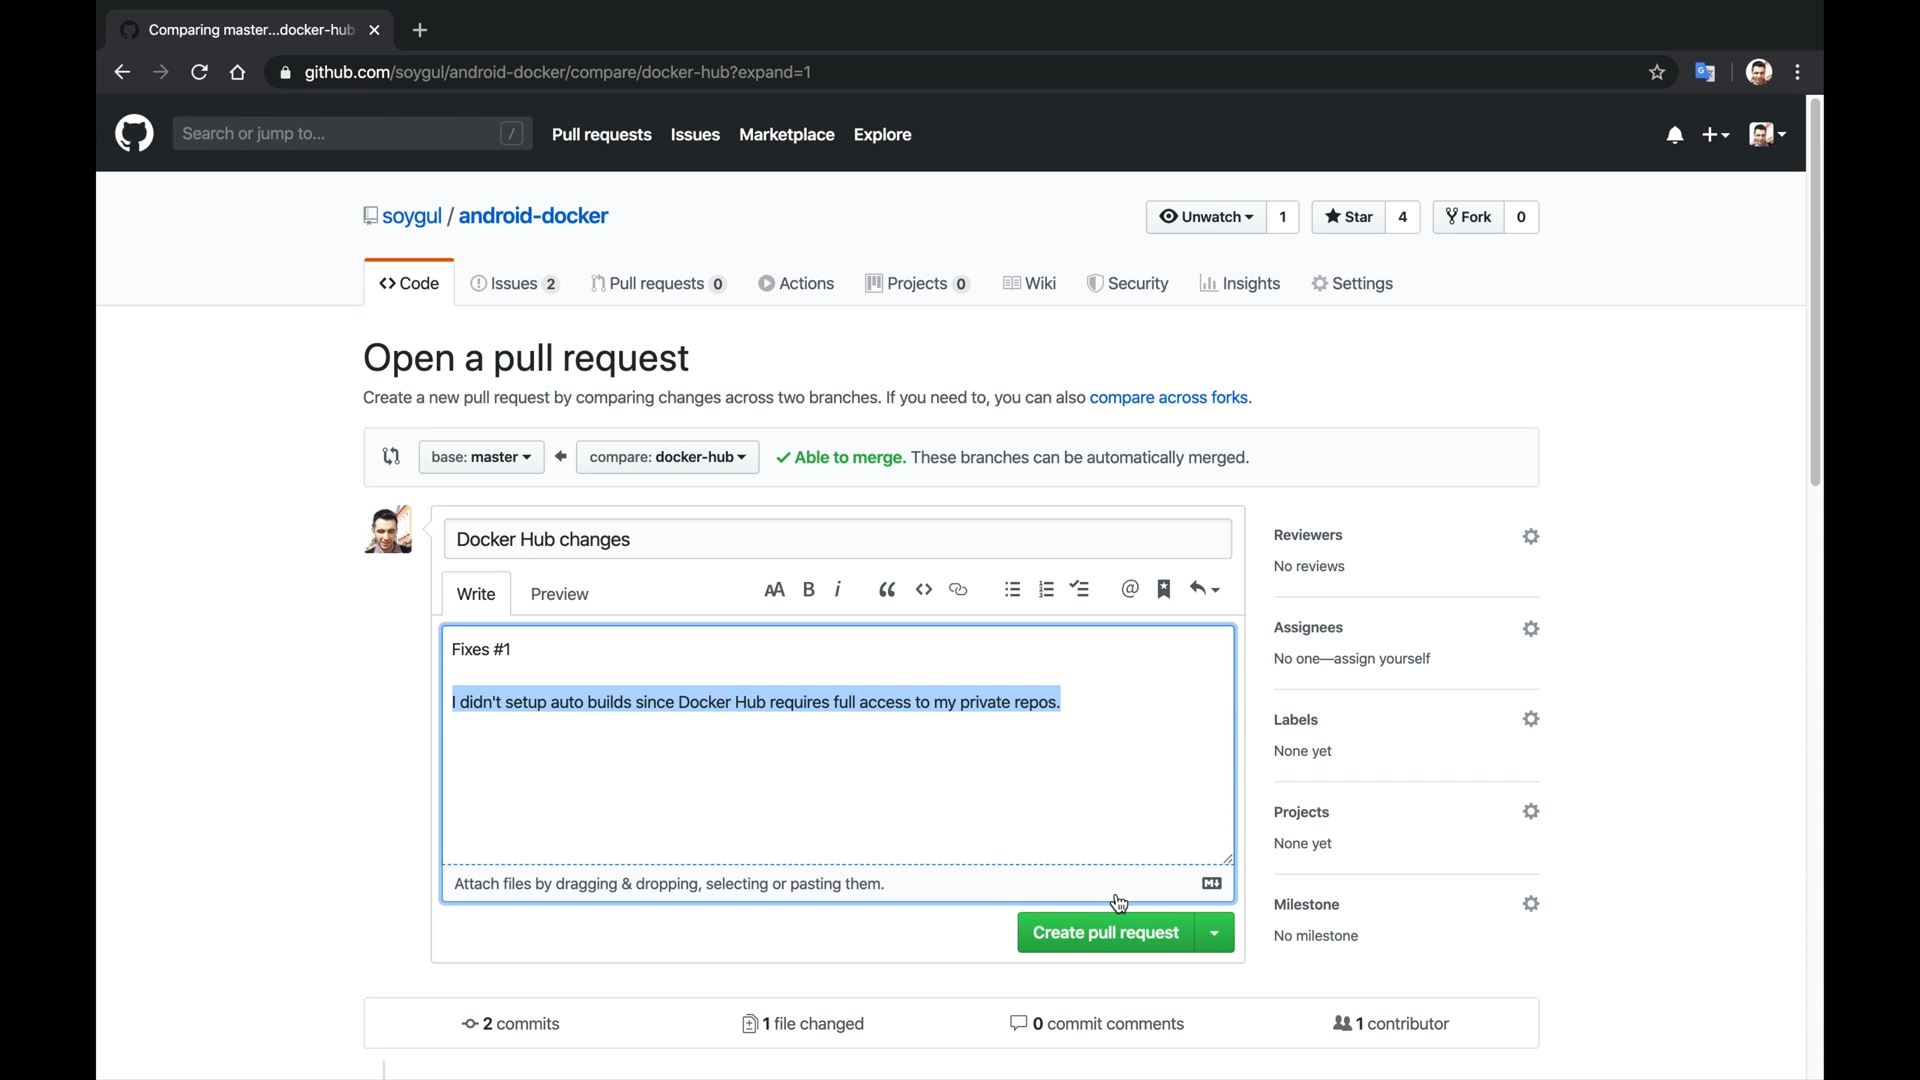 Comparing master...docker-hub
github.com/soygul/android-docker/compare/docker-hub?expand=1
Search or jump to... /
Pull requests Issues Marketplace Explore
soygul / android-docker
Unwatch 1 Star 4 Fork 0
Code Issues 2 Pull requests 0 Actions Projects 0 Wiki Security Insights Settings
Open a pull request
Create a new pull request by comparing changes across two branches. If you need to, you can also compare across forks.
base: master compare: docker-hub Able to merge. These branches can be automatically merged.
Docker Hub changes
Write Preview
Fixes #1
I didn't setup auto builds since Docker Hub requires full access to my private repos.
Attach files by dragging & dropping, selecting or pasting them.
Create pull request
Reviewers
No reviews
Assignees
No one—assign yourself
Labels
None yet
Projects
None yet
Milestone
No milestone
2 commits 1 file changed 0 commit comments 1 contributor